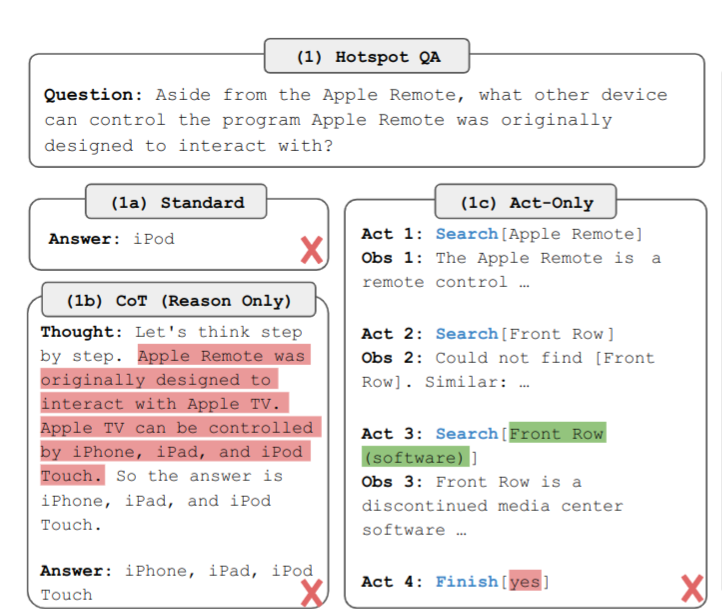 (1) Hotspot QA
Question: Aside from the Apple Remote, what other device
can control the program Apple Remote was originally
designed to interact with?
(1a) Standard
Answer: iPod
(1b) CoT (Reason Only)
Thought: Let's think step
by step. Apple Remote was
originally designed to
interact with Apple TV.
Apple TV can be controlled
by iPhone, iPad, and iPod
Touch. So the answer is
iPhone, iPad, and iPod
Touch.
Answer: iPhone, iPad, iPod
Touch
(1c) Act-Only
Act 1: Search[Apple Remote]
Obs 1: The Apple Remote is a
remote control …
Act 2: Search[Front Row]
Obs 2: Could not find [Front
Row]. Similar: …
Act 3: Search[Front Row
(software)]
Obs 3: Front Row is a
discontinued media center
software …
Act 4: Finish[yes]